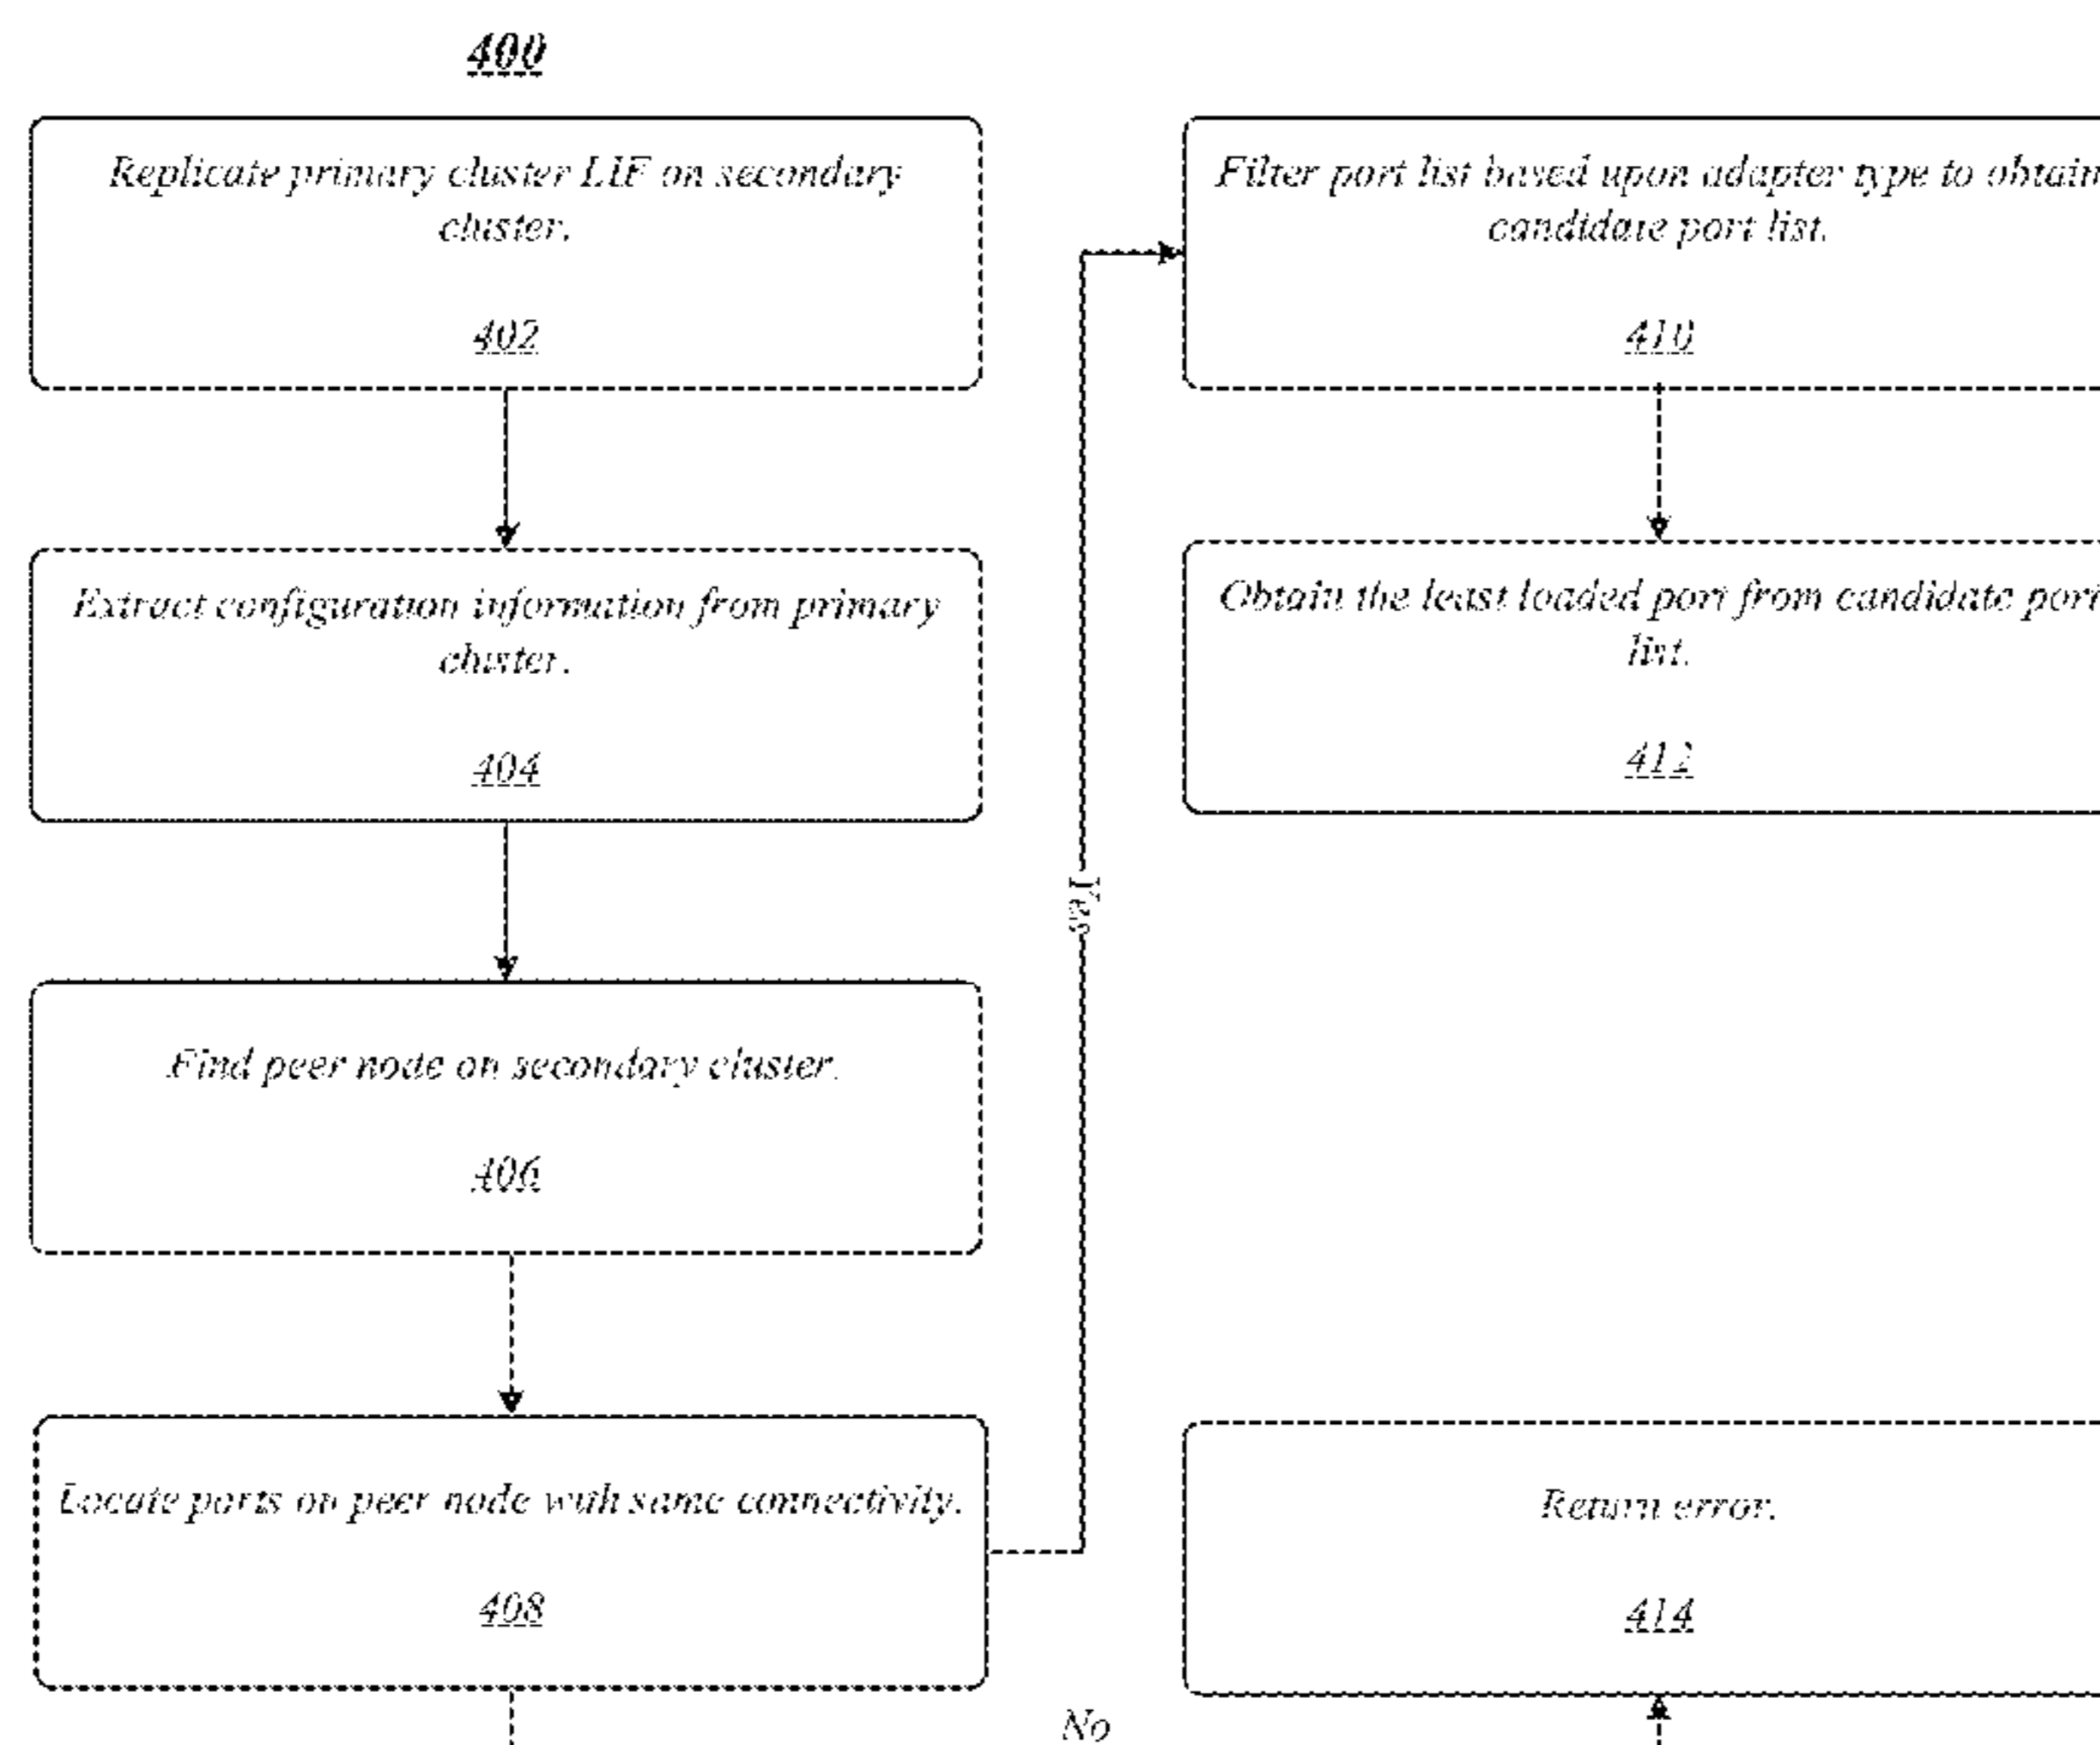 400
Replicate primary cluster LIF on secondary
cluster.
402
Extract configuration information from primary
cluster.
404
Find peer node on secondary cluster.
406
Locate ports on peer node with same connectivity.
408
Yes
No
Filter port list based upon adapter type to obtain
candidate port list.
410
Obtain the least loaded port from candidate port
list.
412
Return error.
414